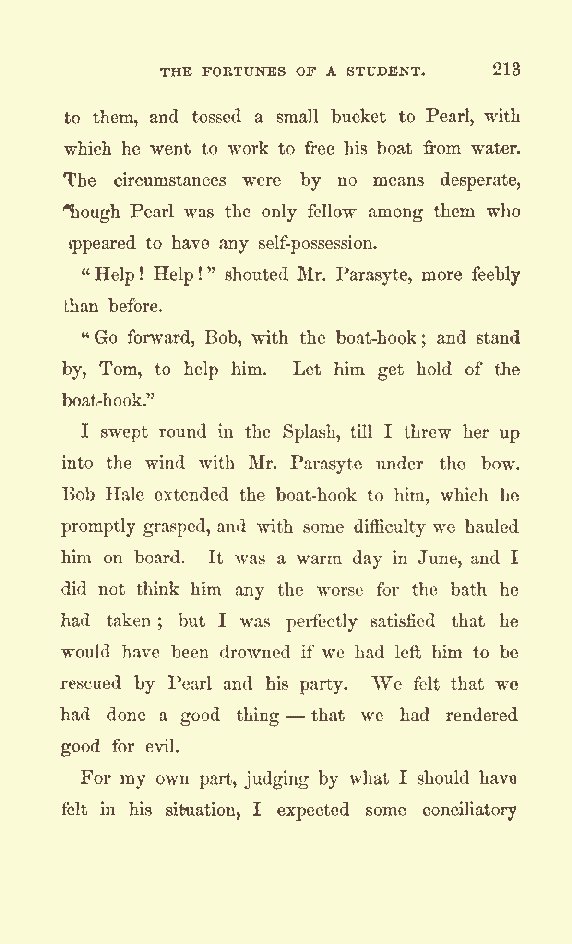 THE FORTUNES OF A STUDENT. 213
to them, and tossed a small bucket to Pearl, with
which he went to work to free his boat from water.
The circumstances were by no means desperate,
though Pearl was the only fellow among them who
appeared to have any self-possession.
"Help! Help!" shouted Mr. Parasyte, more feebly
than before.
"Go forward, Bob, with the boat-hook; and stand
by, Tom, to help him. Let him get hold of the
boat-hook."
I swept round in the Splash, till I threw her up
into the wind with Mr. Parasyte under the bow.
Bob Hale extended the boat-hook to him, which he
promptly grasped, and with some difficulty we hauled
him on board. It was a warm day in June, and I
did not think him any the worse for the bath he
had taken; but I was perfectly satisfied that he
would have been drowned if we had left him to be
rescued by Pearl and his party. We felt that we
had done a good thing — that we had rendered
good for evil.
For my own part, judging by what I should have
felt in his situation, I expected some conciliatory